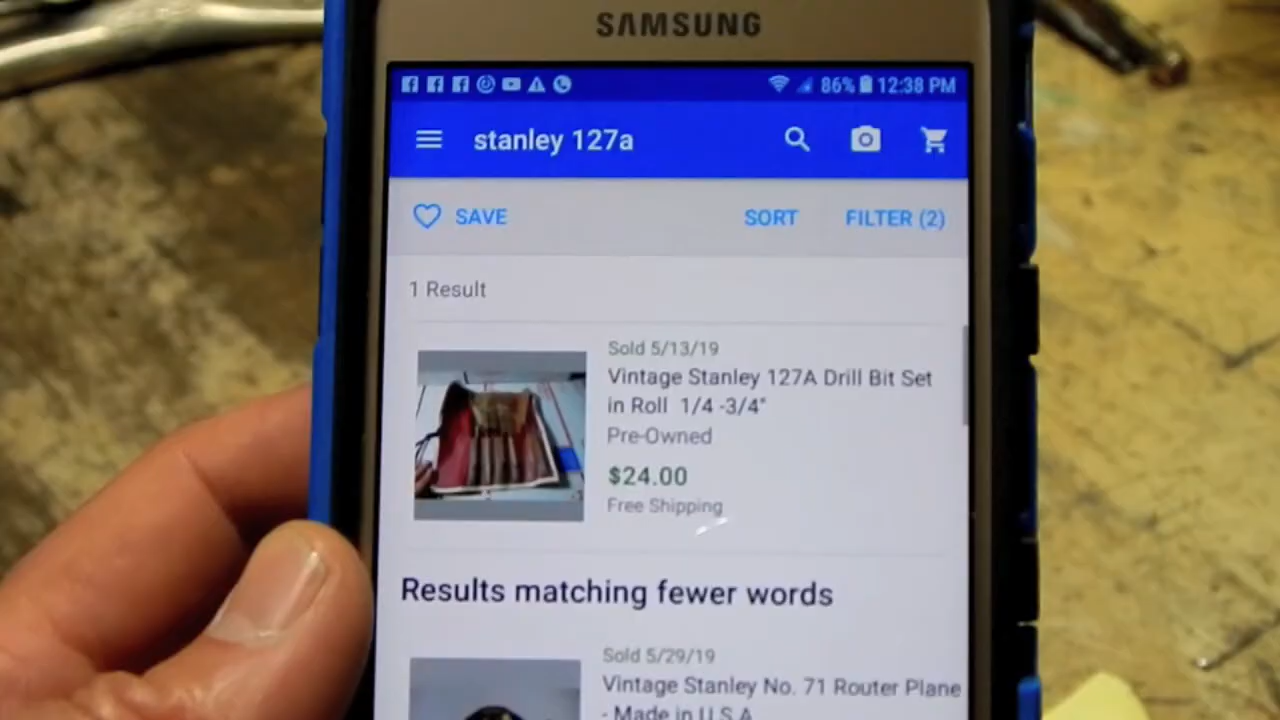 SAMSUNG
86% 12:38 PM
stanley 127a
SAVE SORT FILTER (2)
1 Result
Sold 5/13/19
Vintage Stanley 127A Drill Bit Set
in Roll 1/4 -3/4"
Pre-Owned
$24.00
Free Shipping
Results matching fewer words
Sold 5/29/19
Vintage Stanley No. 71 Router Plane
- Made in U.S.A